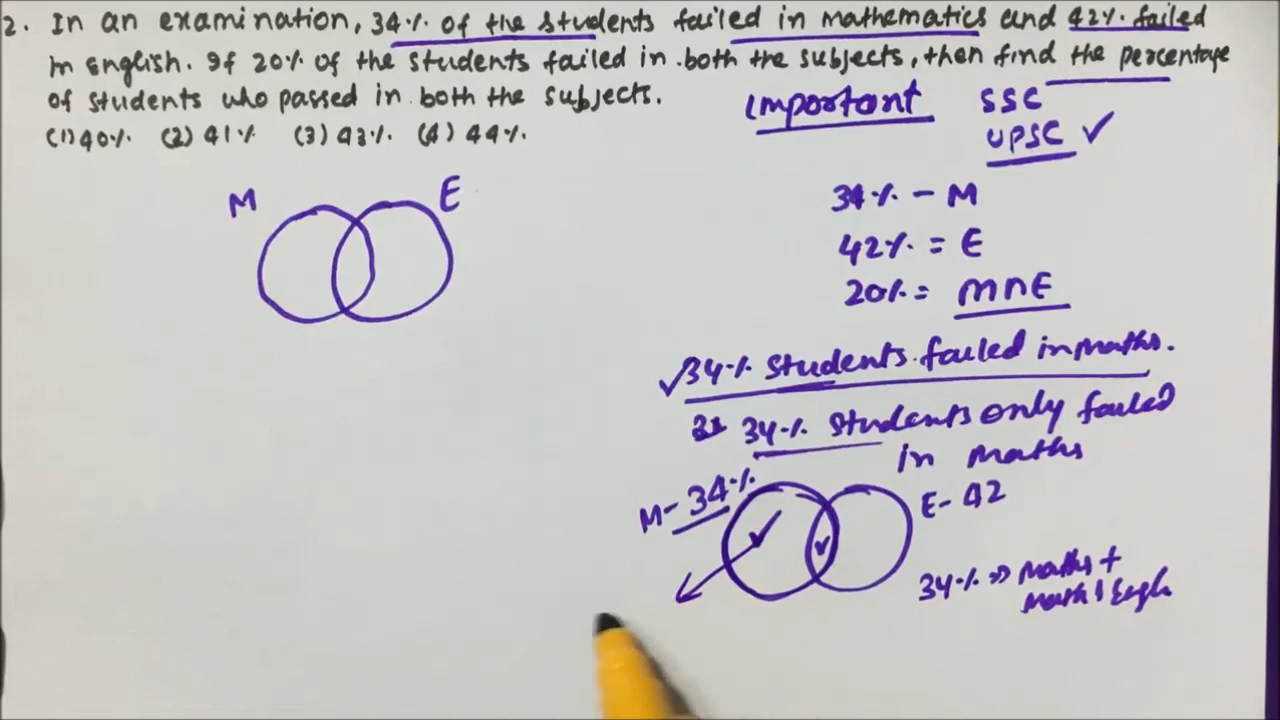 2. In an examination, 34% of the students failed in mathematics and 42% failed
in English. If 20% of the students failed in both the subjects, then find the percentage
of students who passed in both the subjects.
(1) 40% (2) 41% (3) 43% (4) 44%
Important SSC
UPSC ✓
M E
34% - M
42% = E
20% = M∩E
✓34% students failed in maths.
34% students only failed
in maths
M - 34%
E - 42
34% => maths +